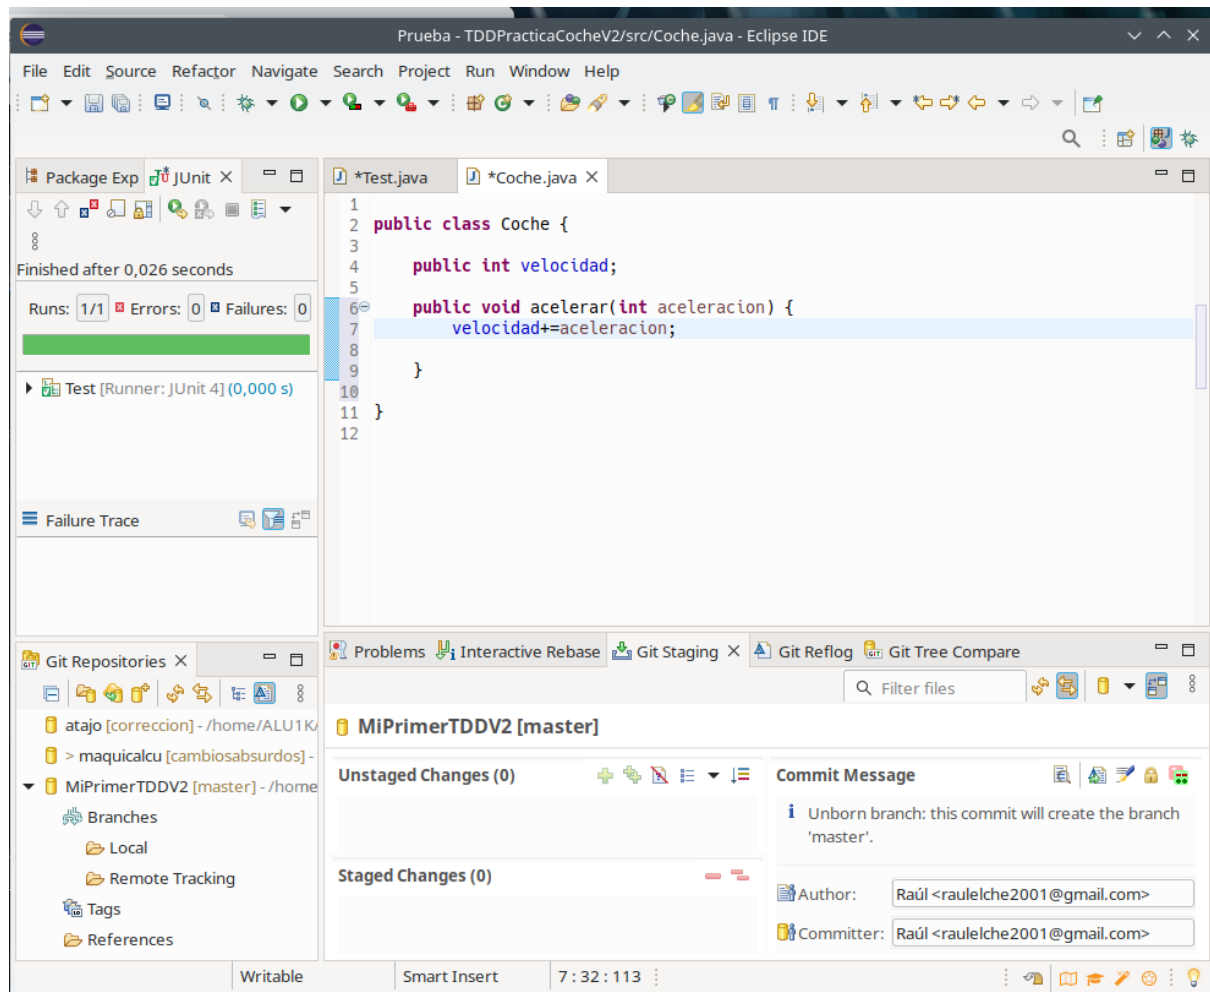 Prueba - TDDPracticaCocheV2/src/Coche.java - Eclipse IDE
File Edit Source Refactor Navigate Search Project Run Window Help
Package Exp JUnit
Finished after 0,026 seconds
Runs: 1/1 Errors: 0 Failures: 0
Test [Runner: JUnit 4] (0,000 s)
Failure Trace
*Test.java *Coche.java
1
2 public class Coche {
3
4 public int velocidad;
5
6 public void acelerar(int aceleracion) {
7 velocidad+=aceleracion;
8
9 }
10
11 }
12
Git Repositories
atajo [correccion] - /home/ALU1K/
> maquicalcu [cambiosabsurdos] -
MiPrimerTDDV2 [master] - /home
Branches
Local
Remote Tracking
Tags
References
Problems Interactive Rebase Git Staging Git Reflog Git Tree Compare
Filter files
MiPrimerTDDV2 [master]
Unstaged Changes (0)
Staged Changes (0)
Commit Message
Unborn branch: this commit will create the branch
'master'.
Author: Raúl <raulelche2001@gmail.com>
Committer: Raúl <raulelche2001@gmail.com>
Writable Smart Insert 7 : 32 : 113